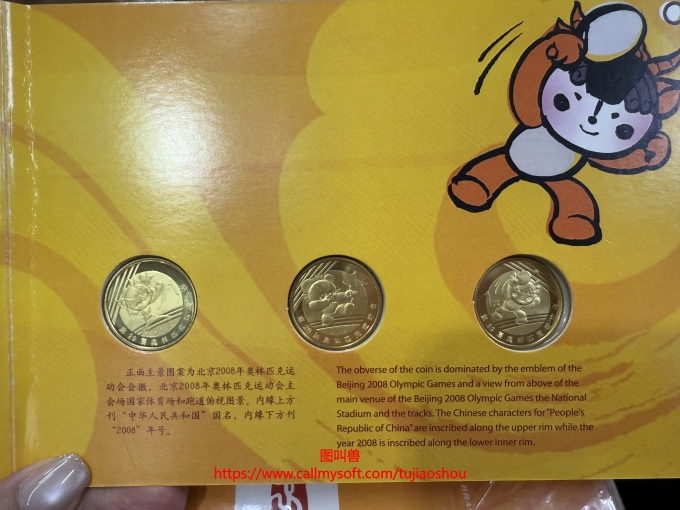 正面主景图案为北京2008年奥林匹克运
动会会徽、北京2008年奥林匹克运动会主
会场国家体育场和跑道俯视图景。内缘上方
刊“中华人民共和国”国名,内缘下方刊
“2008”年号。
The obverse of the coin is dominated by the emblem of the
Beijing 2008 Olympic Games and a view from above of the
main venue of the Beijing 2008 Olympic Games the National
Stadium and the tracks. The Chinese characters for "People's
Republic of China" are inscribed along the upper rim while the
year 2008 is inscribed along the lower inner rim.
图叫兽
https://www.callmysoft.com/tujiaoshou